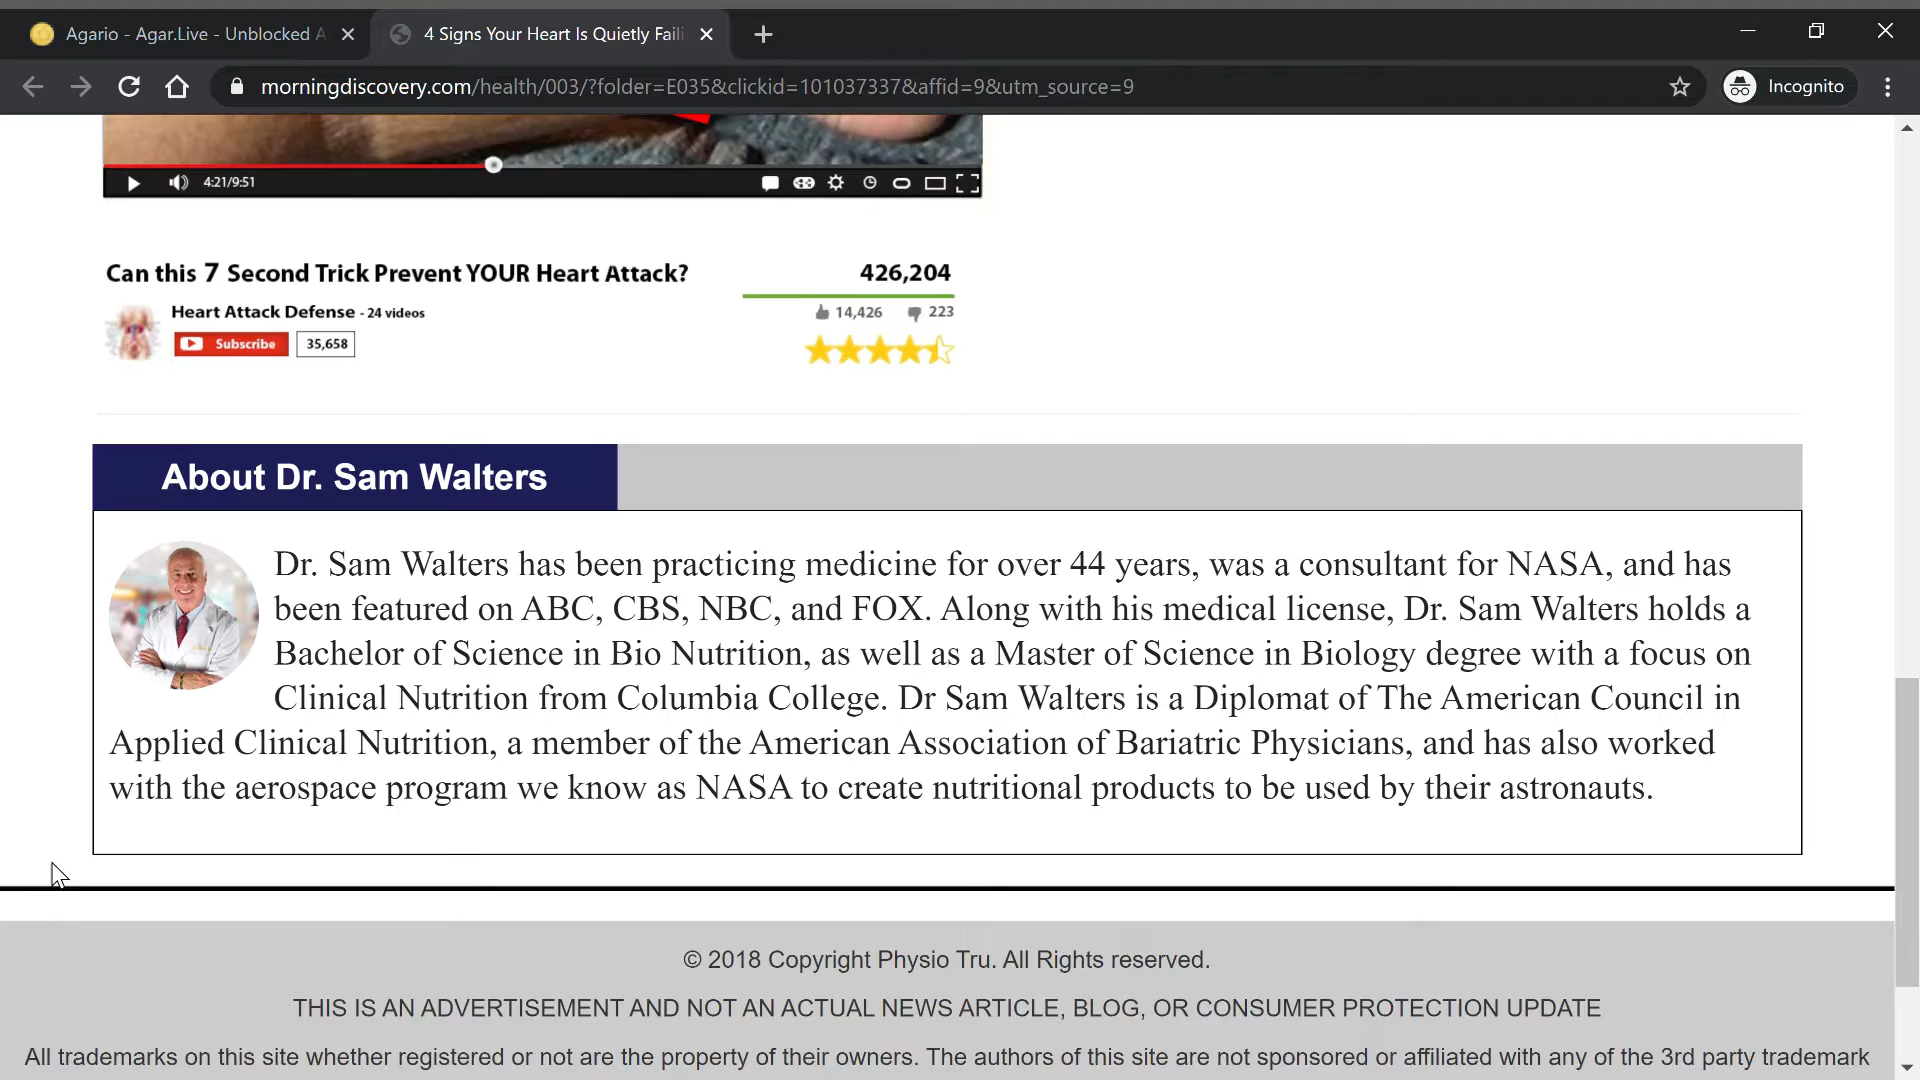 Agario - Agar.Live - Unblocked A
4 Signs Your Heart Is Quietly Faili
morningdiscovery.com/health/003/?folder=E035&clickid=101037337&affid=9&utm_source=9
Incognito
4:21/9:51
Can this 7 Second Trick Prevent YOUR Heart Attack?
426,204
Heart Attack Defense - 24 videos
14,426
223
Subscribe
35,658
About Dr. Sam Walters
Dr. Sam Walters has been practicing medicine for over 44 years, was a consultant for NASA, and has
been featured on ABC, CBS, NBC, and FOX. Along with his medical license, Dr. Sam Walters holds a
Bachelor of Science in Bio Nutrition, as well as a Master of Science in Biology degree with a focus on
Clinical Nutrition from Columbia College. Dr Sam Walters is a Diplomat of The American Council in
Applied Clinical Nutrition, a member of the American Association of Bariatric Physicians, and has also worked
with the aerospace program we know as NASA to create nutritional products to be used by their astronauts.
© 2018 Copyright Physio Tru. All Rights reserved.
THIS IS AN ADVERTISEMENT AND NOT AN ACTUAL NEWS ARTICLE, BLOG, OR CONSUMER PROTECTION UPDATE
All trademarks on this site whether registered or not are the property of their owners. The authors of this site are not sponsored or affiliated with any of the 3rd party trademark